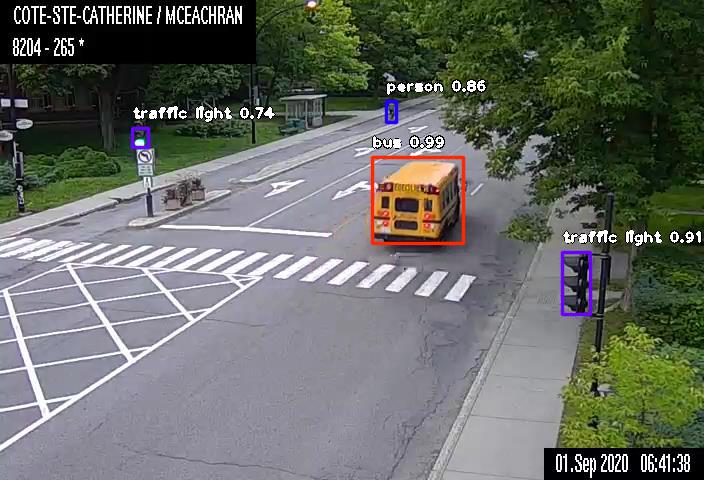 COTE-STE-CATHERINE / MCEACHRAN
8204 - 265 *
person 0.86
traffic light 0.74
bus 0.99
ECOLIERS
traffic light 0.91
01.Sep 2020 06:41:38